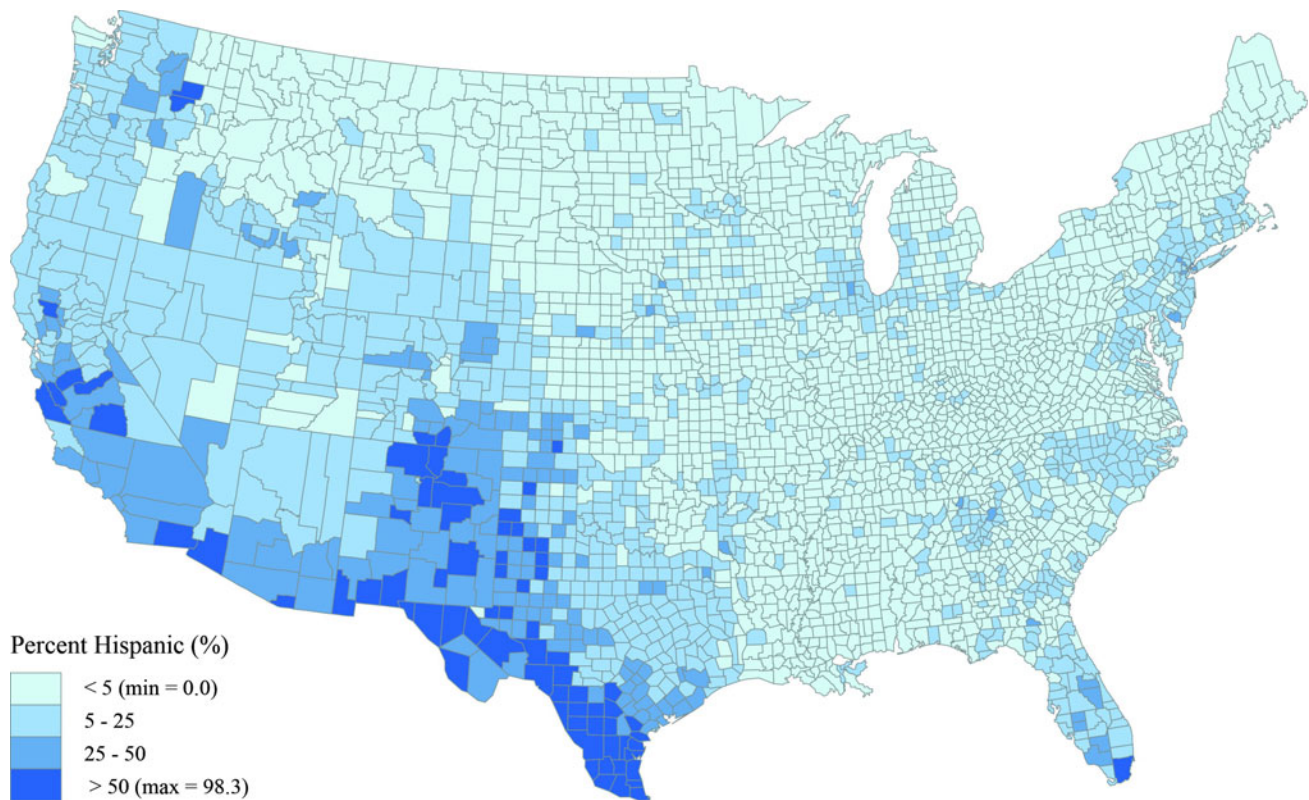 Percent Hispanic (%)
< 5 (min = 0.0)
5 - 25
25 - 50
> 50 (max = 98.3)